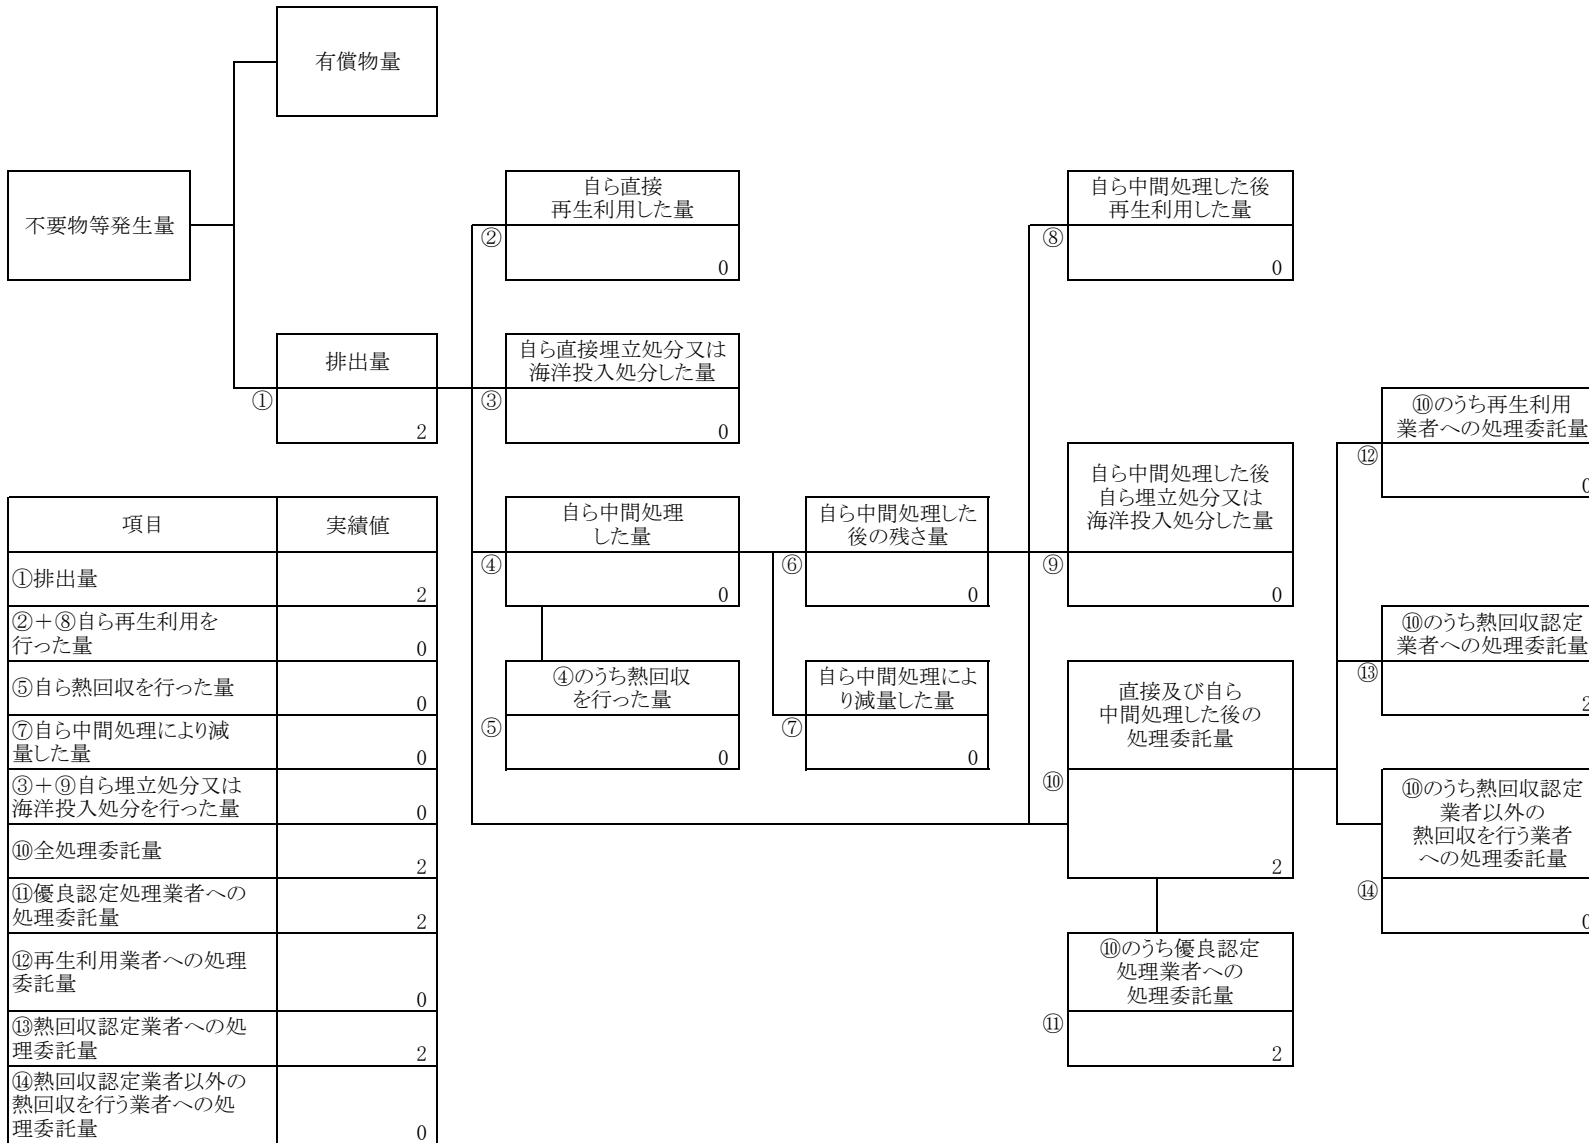 有償物量
不要物等発生量
自ら直接
再生利用した量
②
0
自ら中間処理した後
再生利用した量
⑧
0
排出量
①
2
自ら直接埋立処分又は
海洋投入処分した量
③
0
⑩のうち再生利用
業者への処理委託量
⑫
0
自ら中間処理
した量
④
0
自ら中間処理した
後の残さ量
⑥
0
自ら中間処理した後
自ら埋立処分又は
海洋投入処分した量
⑨
0
⑩のうち熱回収認定
業者への処理委託量
⑬
2
④のうち熱回収
を行った量
⑤
0
自ら中間処理によ
り減量した量
⑦
0
直接及び自ら
中間処理した後の
処理委託量
⑩
2
⑩のうち熱回収認定
業者以外の
熱回収を行う業者
への処理委託量
⑭
0
⑩のうち優良認定
処理業者への
処理委託量
⑪
2
項目 実績値
①排出量 2
②+⑧自ら再生利用を
行った量 0
⑤自ら熱回収を行った量 0
⑦自ら中間処理により減
量した量 0
③+⑨自ら埋立処分又は
海洋投入処分を行った量 0
⑩全処理委託量 2
⑪優良認定処理業者への
処理委託量 2
⑫再生利用業者への処理
委託量 0
⑬熱回収認定業者への処
理委託量 2
⑭熱回収認定業者以外の
熱回収を行う業者への処
理委託量 0